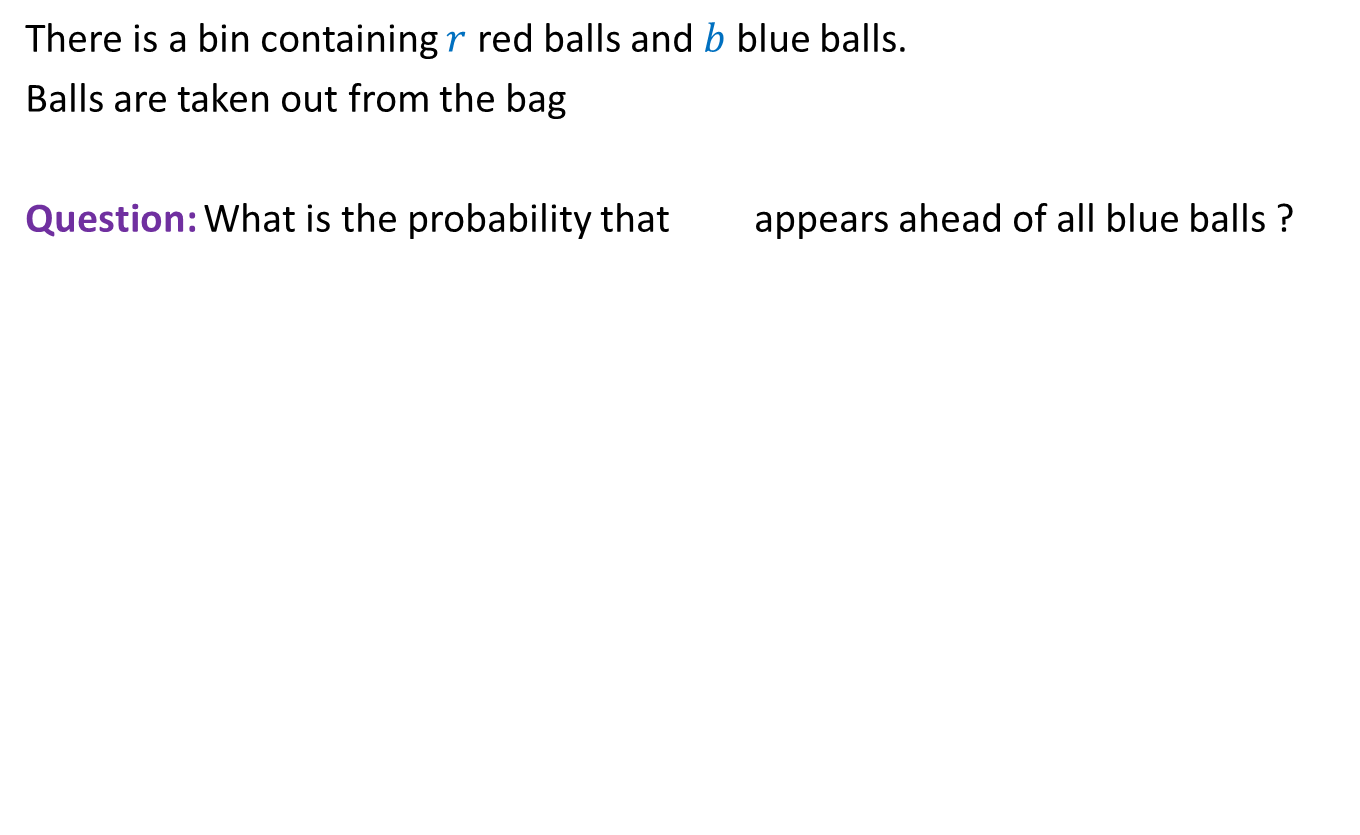 There is a bin containing r red balls and b blue balls.
Balls are taken out from the bag
Question: What is the probability that appears ahead of all blue balls ?